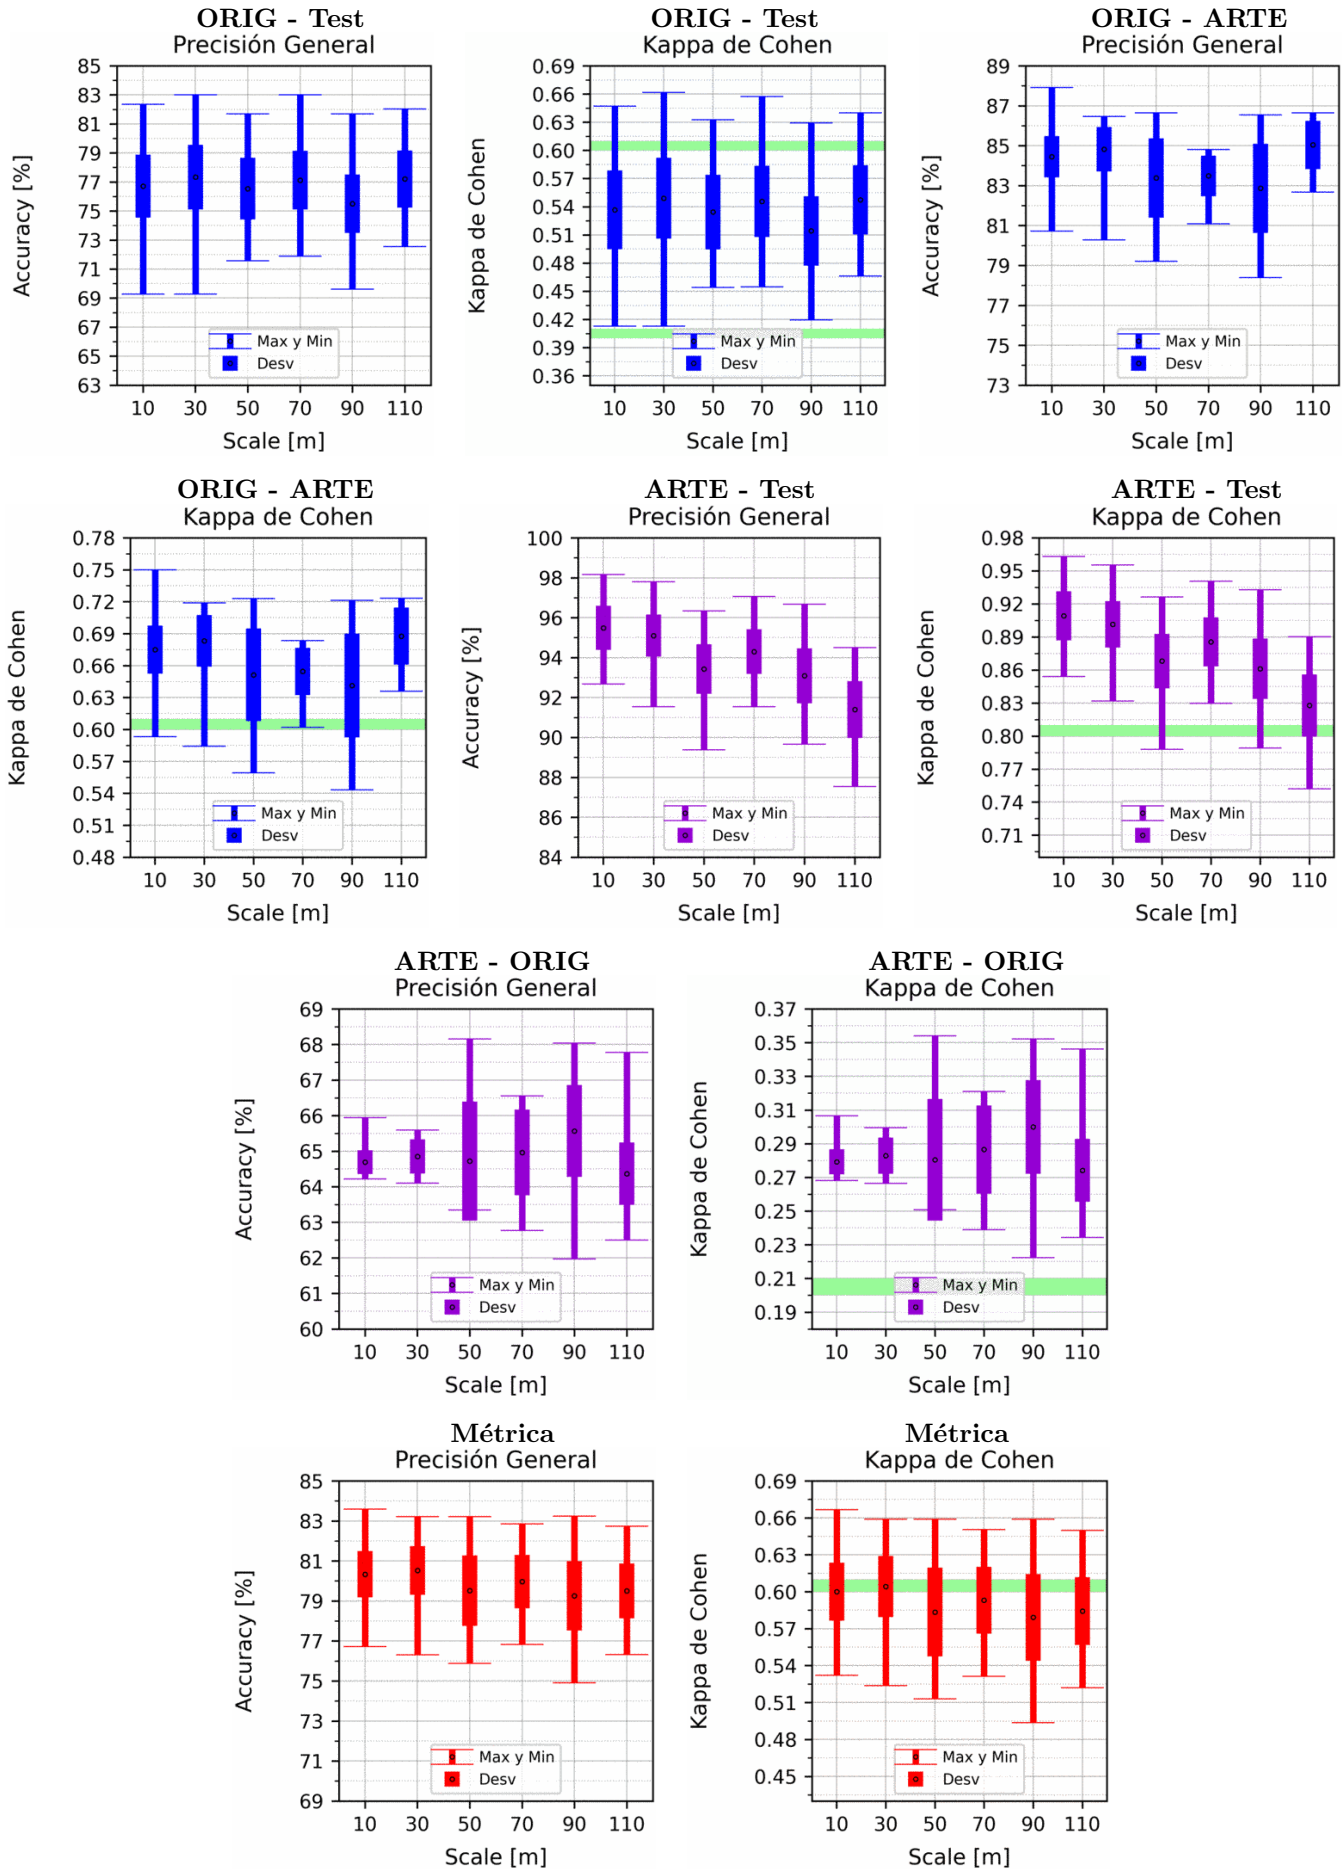 ORIG - Test
Precisión General
Accuracy [%]
85
83
81
79
77
75
73
71
69
67
65
63
Max y Min
Desv
10 30 50 70 90 110
Scale [m]
ORIG - Test
Kappa de Cohen
Kappa de Cohen
0.69
0.66
0.63
0.60
0.57
0.54
0.51
0.48
0.45
0.42
0.39
0.36
Max y Min
Desv
10 30 50 70 90 110
Scale [m]
ORIG - ARTE
Precisión General
Accuracy [%]
89
87
85
83
81
79
77
75
73
Max y Min
Desv
10 30 50 70 90 110
Scale [m]
ORIG - ARTE
Kappa de Cohen
Kappa de Cohen
0.78
0.75
0.72
0.69
0.66
0.63
0.60
0.57
0.54
0.51
0.48
Max y Min
Desv
10 30 50 70 90 110
Scale [m]
ARTE - Test
Precisión General
Accuracy [%]
100
98
96
94
92
90
88
86
84
Max y Min
Desv
10 30 50 70 90 110
Scale [m]
ARTE - Test
Kappa de Cohen
Kappa de Cohen
0.98
0.95
0.92
0.89
0.86
0.83
0.80
0.77
0.74
0.71
Max y Min
Desv
10 30 50 70 90 110
Scale [m]
ARTE - ORIG
Precisión General
Accuracy [%]
69
68
67
66
65
64
63
62
61
60
Max y Min
Desv
10 30 50 70 90 110
Scale [m]
ARTE - ORIG
Kappa de Cohen
Kappa de Cohen
0.37
0.35
0.33
0.31
0.29
0.27
0.25
0.23
0.21
0.19
Max y Min
Desv
10 30 50 70 90 110
Scale [m]
Métrica
Precisión General
Accuracy [%]
85
83
81
79
77
75
73
71
69
Max y Min
Desv
10 30 50 70 90 110
Scale [m]
Métrica
Kappa de Cohen
Kappa de Cohen
0.69
0.66
0.63
0.60
0.57
0.54
0.51
0.48
0.45
Max y Min
Desv
10 30 50 70 90 110
Scale [m]